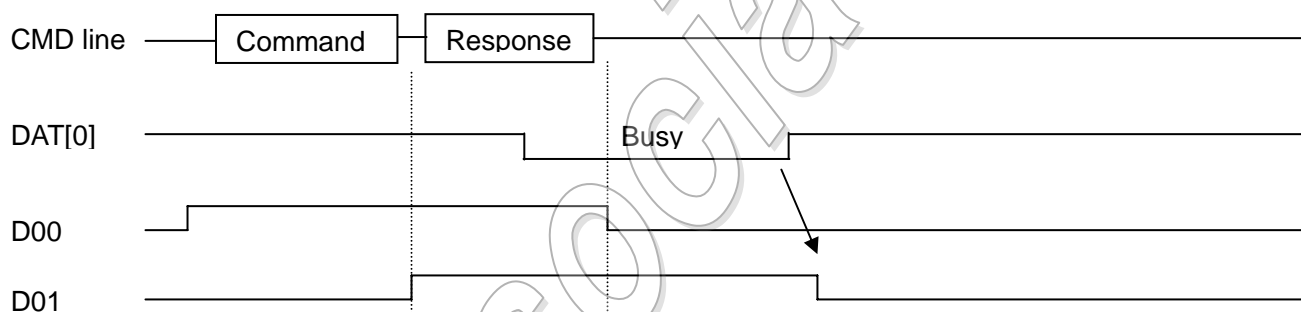 CMD line Command Response
DAT[0] Busy
D00
D01